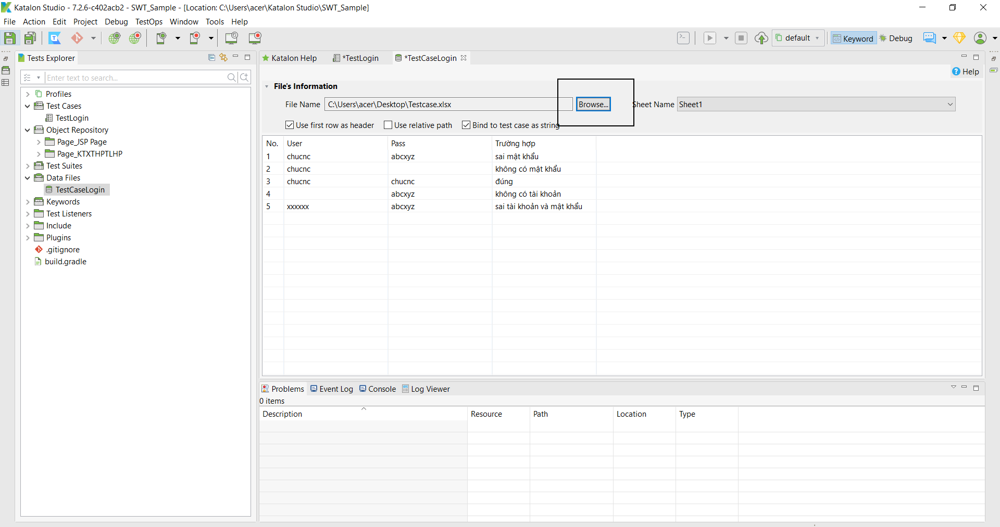 Katalon Studio - 7.2.6-c402acb2 - SWT_Sample - [Location: C:\Users\acer\Katalon Studio\SWT_Sample]
File Action Edit Project Debug TestOps Window Tools Help
default Keyword Debug
Tests Explorer
Enter text to search...
Profiles
Test Cases
TestLogin
Object Repository
Page_JSP Page
Page_KTXTHPTLHP
Test Suites
Data Files
TestCaseLogin
Keywords
Test Listeners
Include
Plugins
.gitignore
build.gradle
Katalon Help *TestLogin *TestCaseLogin
Help
File's Information
File Name C:\Users\acer\Desktop\Testcase.xlsx Browse... Sheet Name Sheet1
Use first row as header Use relative path Bind to test case as string
No. User Pass Trường hợp
1 chucnc abcxyz sai mật khẩu
2 chucnc không có mật khẩu
3 chucnc chucnc đúng
4 abcxyz không có tài khoản
5 xxxxxx abcxyz sai tài khoản và mật khẩu
Problems Event Log Console Log Viewer
0 items
Description Resource Path Location Type